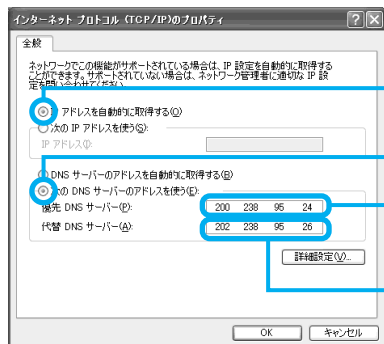 インターネット プロトコル (TCP/IP)のプロパティ
全般
ネットワークでこの機能がサポートされている場合は、IP 設定を自動的に取得する
ことができます。サポートされていない場合は、ネットワーク管理者に適切な IP 設
定を問い合わせてください。
IP アドレスを自動的に取得する(O)
次の IP アドレスを使う(S):
IP アドレス(I):
DNS サーバーのアドレスを自動的に取得する(B)
次の DNS サーバーのアドレスを使う(E):
優先 DNS サーバー(P): 200 238 95 24
代替 DNS サーバー(A): 202 238 95 26
詳細設定(V)...
OK キャンセル